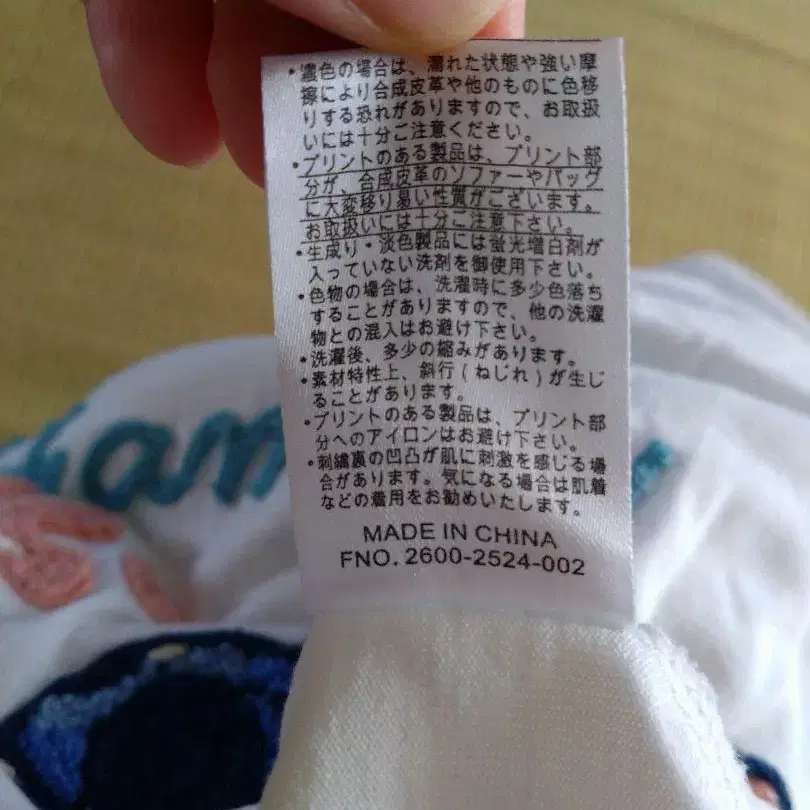 ・濃色の場合は、濡れた状態や強い摩
擦により合成皮革や他のものに色移
りする恐れがありますので、お取扱
いには十分ご注意ください。
・プリントのある製品は、プリント部
分が、合成皮革のソファーやバッグ
に大変移り易い性質がございます。
お取扱いには十分ご注意下さい。
・生成り・淡色製品には蛍光増白剤が
入っていない洗剤を御使用下さい。
・色物の場合は、洗濯時に多少色落ち
することがありますので、他の洗濯
物との混入はお避け下さい。
・洗濯後、多少の縮みがあります。
・素材特性上、斜行(ねじれ)が生じ
ることがあります。
・プリントのある製品は、プリント部
分へのアイロンはお避け下さい。
・刺繍裏の凹凸が肌に刺激を感じる場
合があります。気になる場合は肌着
などの着用をお勧めいたします。
MADE IN CHINA
FNO. 2600-2524-002
am